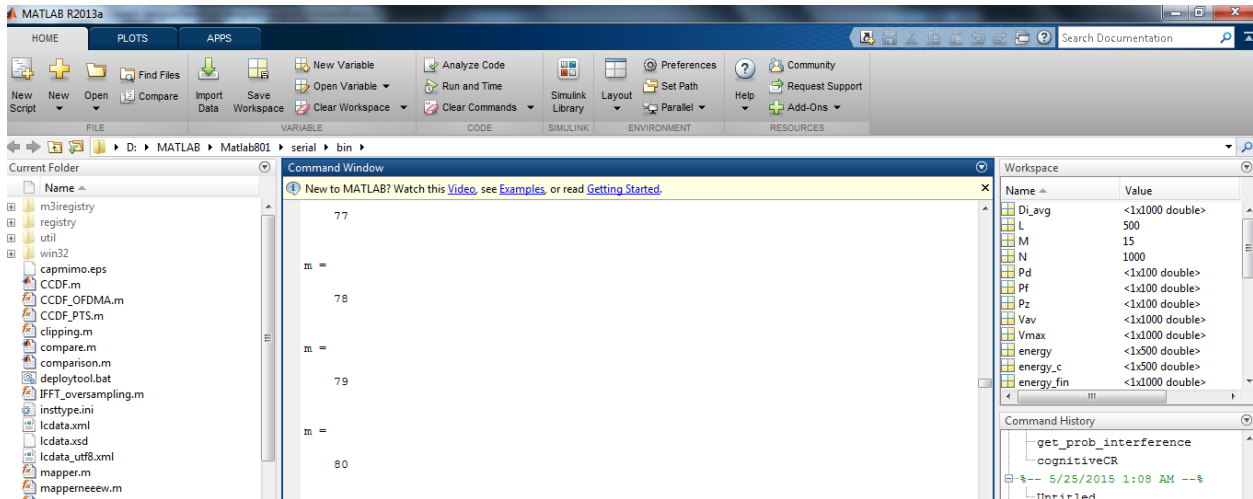 MATLAB R2013a
HOME PLOTS APPS
Search Documentation
New Script
New
Open
Find Files
Compare
FILE
Import Data
Save Workspace
New Variable
Open Variable
Clear Workspace
VARIABLE
Analyze Code
Run and Time
Clear Commands
CODE
Simulink Library
SIMULINK
Layout
Preferences
Set Path
Parallel
ENVIRONMENT
Help
Community
Request Support
Add-Ons
RESOURCES
D: MATLAB Matlab801 serial bin
Current Folder
Name
m3iregistry
registry
util
win32
capmimo.eps
CCDF.m
CCDF_OFDMA.m
CCDF_PTS.m
clipping.m
compare.m
comparison.m
deploytool.bat
IFFT_oversampling.m
insttype.ini
lcdata.xml
lcdata.xsd
lcdata_utf8.xml
mapper.m
mapperneeew.m
Command Window
New to MATLAB? Watch this Video, see Examples, or read Getting Started.
77
m =
78
m =
79
m =
80
Workspace
Name Value
Di_avg <1x1000 double>
L 500
M 15
N 1000
Pd <1x100 double>
Pf <1x100 double>
Pz <1x100 double>
Vav <1x1000 double>
Vmax <1x1000 double>
energy <1x500 double>
energy_c <1x500 double>
energy_fin <1x1000 double>
Command History
get_prob_interference
cognitiveCR
%-- 5/25/2015 1:08 AM --%
Untitled